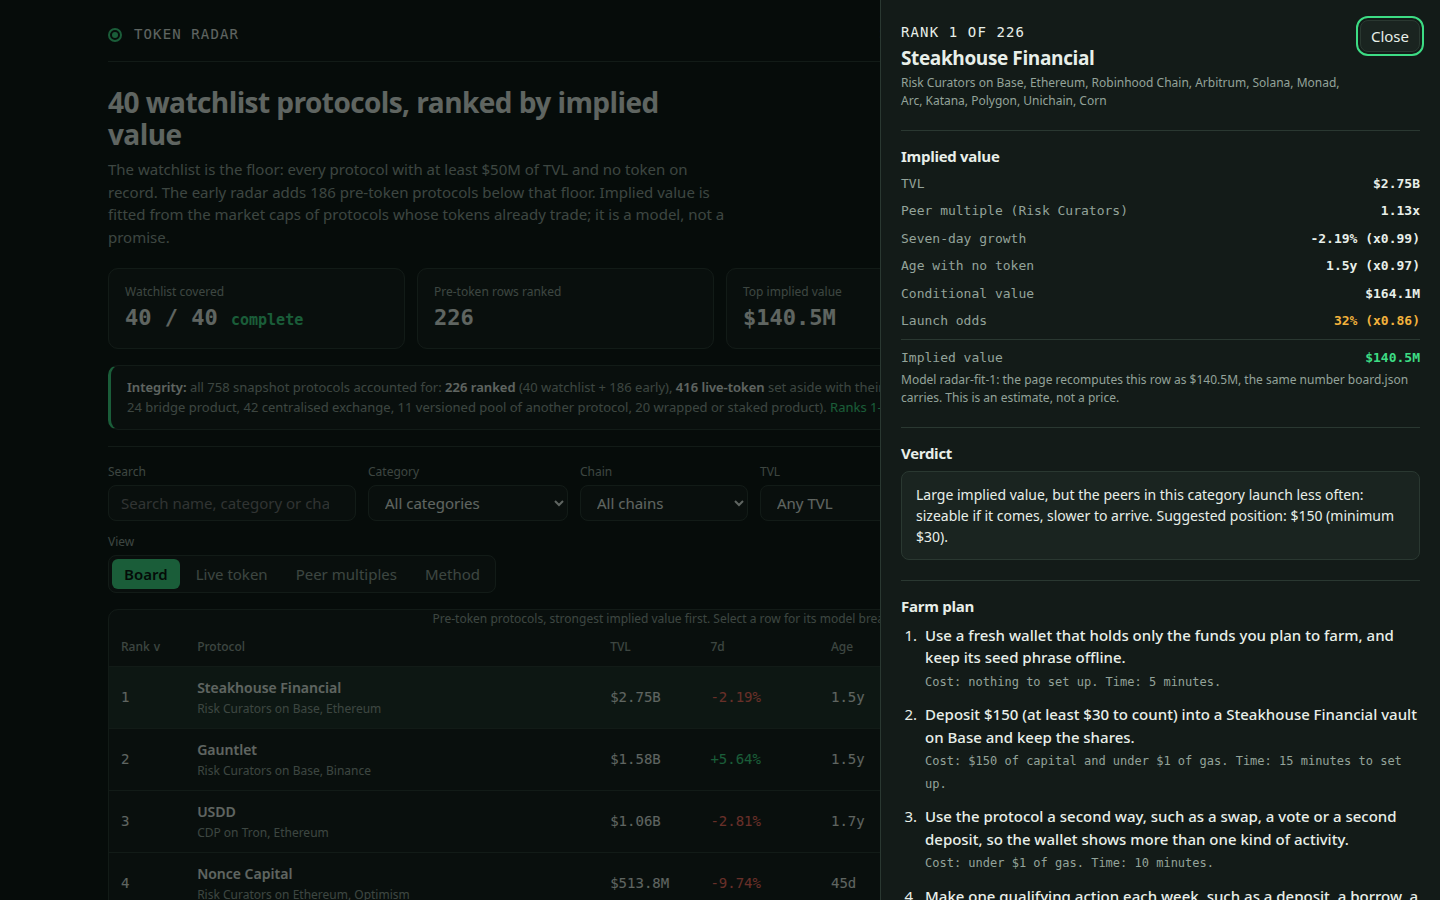 TOKEN RADAR
40 watchlist protocols, ranked by implied
value
The watchlist is the floor: every protocol with at least $50M of TVL and no token on
record. The early radar adds 186 pre-token protocols below that floor. Implied value is
fitted from the market caps of protocols whose tokens already trade; it is a model, not a
promise.
Watchlist covered
40 / 40 complete
Pre-token rows ranked
226
Top implied value
$140.5M
Integrity: all 758 snapshot protocols accounted for: 226 ranked (40 watchlist + 186 early), 416 live-token set aside with their
24 bridge product, 42 centralised exchange, 11 versioned pool of another protocol, 20 wrapped or staked product). Ranks 1-
Search
Category
Chain
TVL
Search name, category or cha
All categories
All chains
Any TVL
View
Board
Live token
Peer multiples
Method
Pre-token protocols, strongest implied value first. Select a row for its model brea
Rank v
Protocol
TVL
7d
Age
1
Steakhouse Financial
Risk Curators on Base, Ethereum
$2.75B
-2.19%
1.5y
2
Gauntlet
Risk Curators on Base, Binance
$1.58B
+5.64%
1.5y
3
USDD
CDP on Tron, Ethereum
$1.06B
-2.81%
1.7y
4
Nonce Capital
Risk Curators on Ethereum, Optimism
$513.8M
-9.74%
45d
RANK 1 OF 226
Close
Steakhouse Financial
Risk Curators on Base, Ethereum, Robinhood Chain, Arbitrum, Solana, Monad,
Arc, Katana, Polygon, Unichain, Corn
Implied value
TVL
$2.75B
Peer multiple (Risk Curators)
1.13x
Seven-day growth
-2.19% (x0.99)
Age with no token
1.5y (x0.97)
Conditional value
$164.1M
Launch odds
32% (x0.86)
Implied value
$140.5M
Model radar-fit-1: the page recomputes this row as $140.5M, the same number board.json
carries. This is an estimate, not a price.
Verdict
Large implied value, but the peers in this category launch less often:
sizeable if it comes, slower to arrive. Suggested position: $150 (minimum
$30).
Farm plan
1. Use a fresh wallet that holds only the funds you plan to farm, and
keep its seed phrase offline.
Cost: nothing to set up. Time: 5 minutes.
2. Deposit $150 (at least $30 to count) into a Steakhouse Financial vault
on Base and keep the shares.
Cost: $150 of capital and under $1 of gas. Time: 15 minutes to set
up.
3. Use the protocol a second way, such as a swap, a vote or a second
deposit, so the wallet shows more than one kind of activity.
Cost: under $1 of gas. Time: 10 minutes.
4. Make one qualifying action each week, such as a deposit, a borrow, a